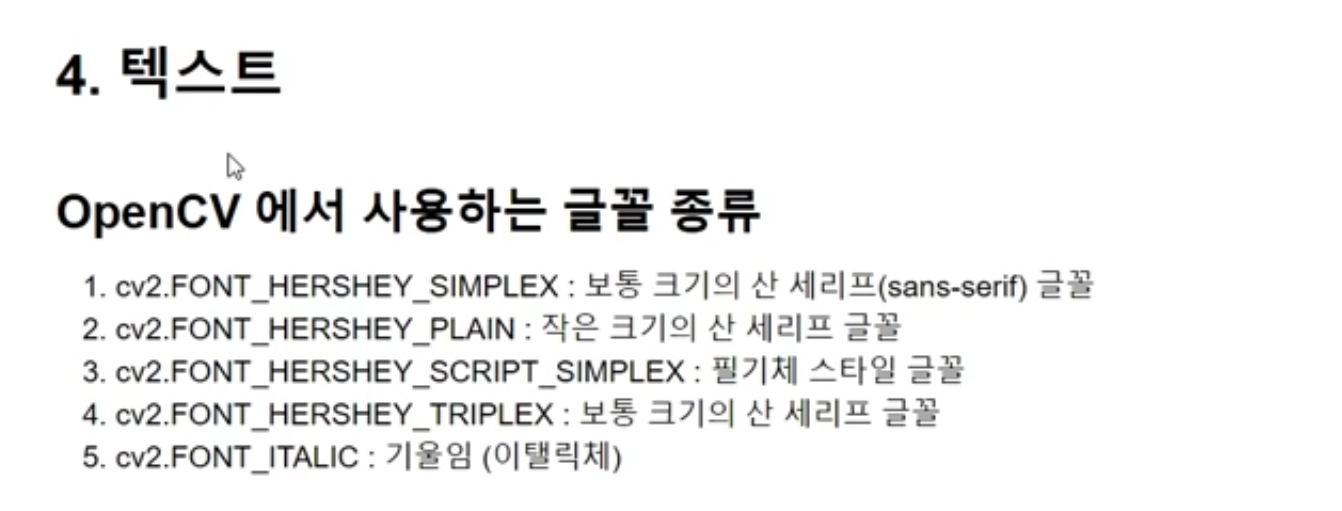 4. 텍스트
OpenCV 에서 사용하는 글꼴 종류
1. cv2.FONT_HERSHEY_SIMPLEX : 보통 크기의 산 세리프(sans-serif) 글꼴
2. cv2.FONT_HERSHEY_PLAIN : 작은 크기의 산 세리프 글꼴
3. cv2.FONT_HERSHEY_SCRIPT_SIMPLEX : 필기체 스타일 글꼴
4. cv2.FONT_HERSHEY_TRIPLEX : 보통 크기의 산 세리프 글꼴
5. cv2.FONT_ITALIC : 기울임 (이탤릭체)